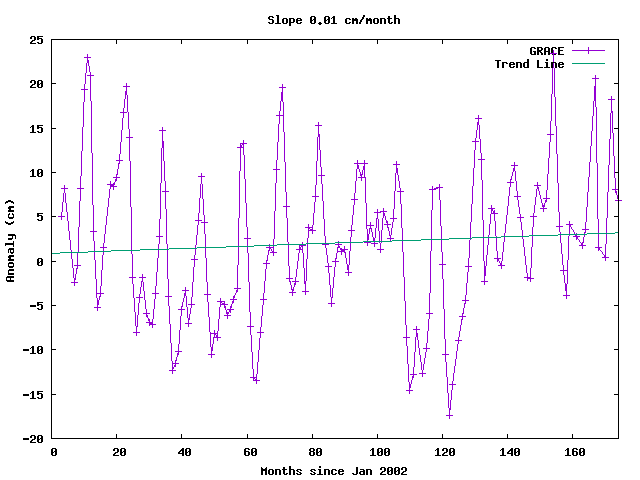 Slope 0.01 cm/month
GRACE
Trend Line
25
20
15
10
5
0
-5
-10
-15
-20
Anomaly (cm)
0 20 40 60 80 100 120 140 160
Months since Jan 2002